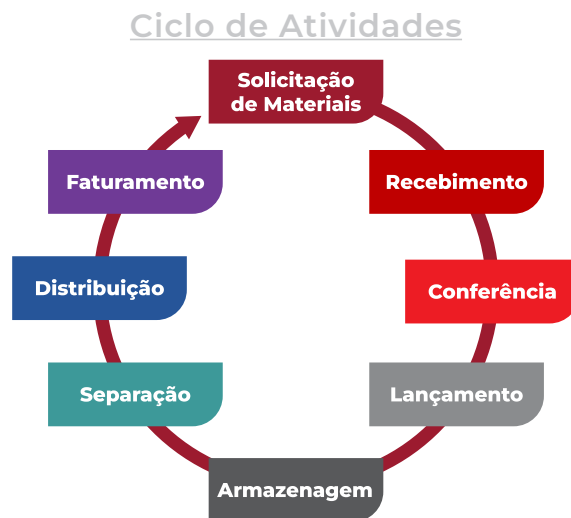 Ciclo de Atividades
Solicitação
de Materiais
Recebimento
Conferência
Lançamento
Armazenagem
Separação
Distribuição
Faturamento